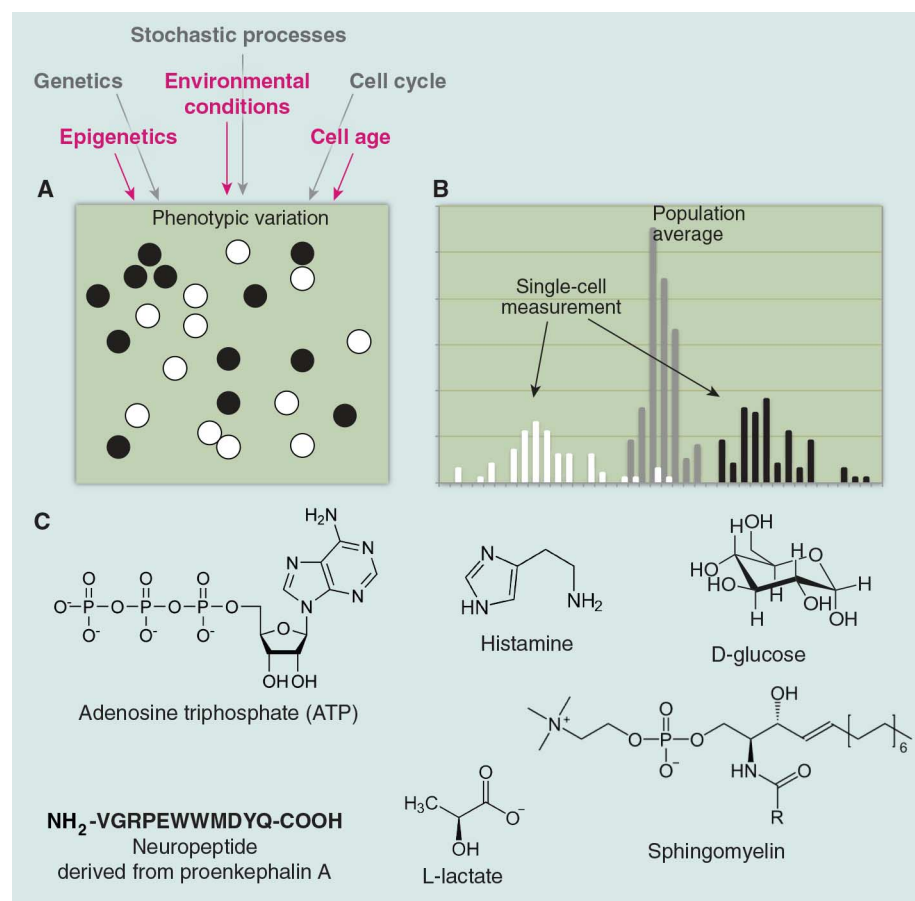 Stochastic processes
Genetics
Environmental
conditions
Cell cycle
Epigenetics
Cell age
A
Phenotypic variation
B
Population
average
Single-cell
measurement
C
H2N
N
N
N
N
O
O
O
O-
P
O
P
O
P
O
O-
O-
O-
O
OH
OH
Adenosine triphosphate (ATP)
N
HN
NH2
Histamine
H
OH
H
O
HO
HO
H
H
OH
H
OH
D-glucose
NH2-VGRPEWWMDYQ-COOH
Neuropeptide
derived from proenkephalin A
O
H3C
O-
OH
L-lactate
OH
O
N+
O
P
O
O-
HN
O
R
6
Sphingomyelin